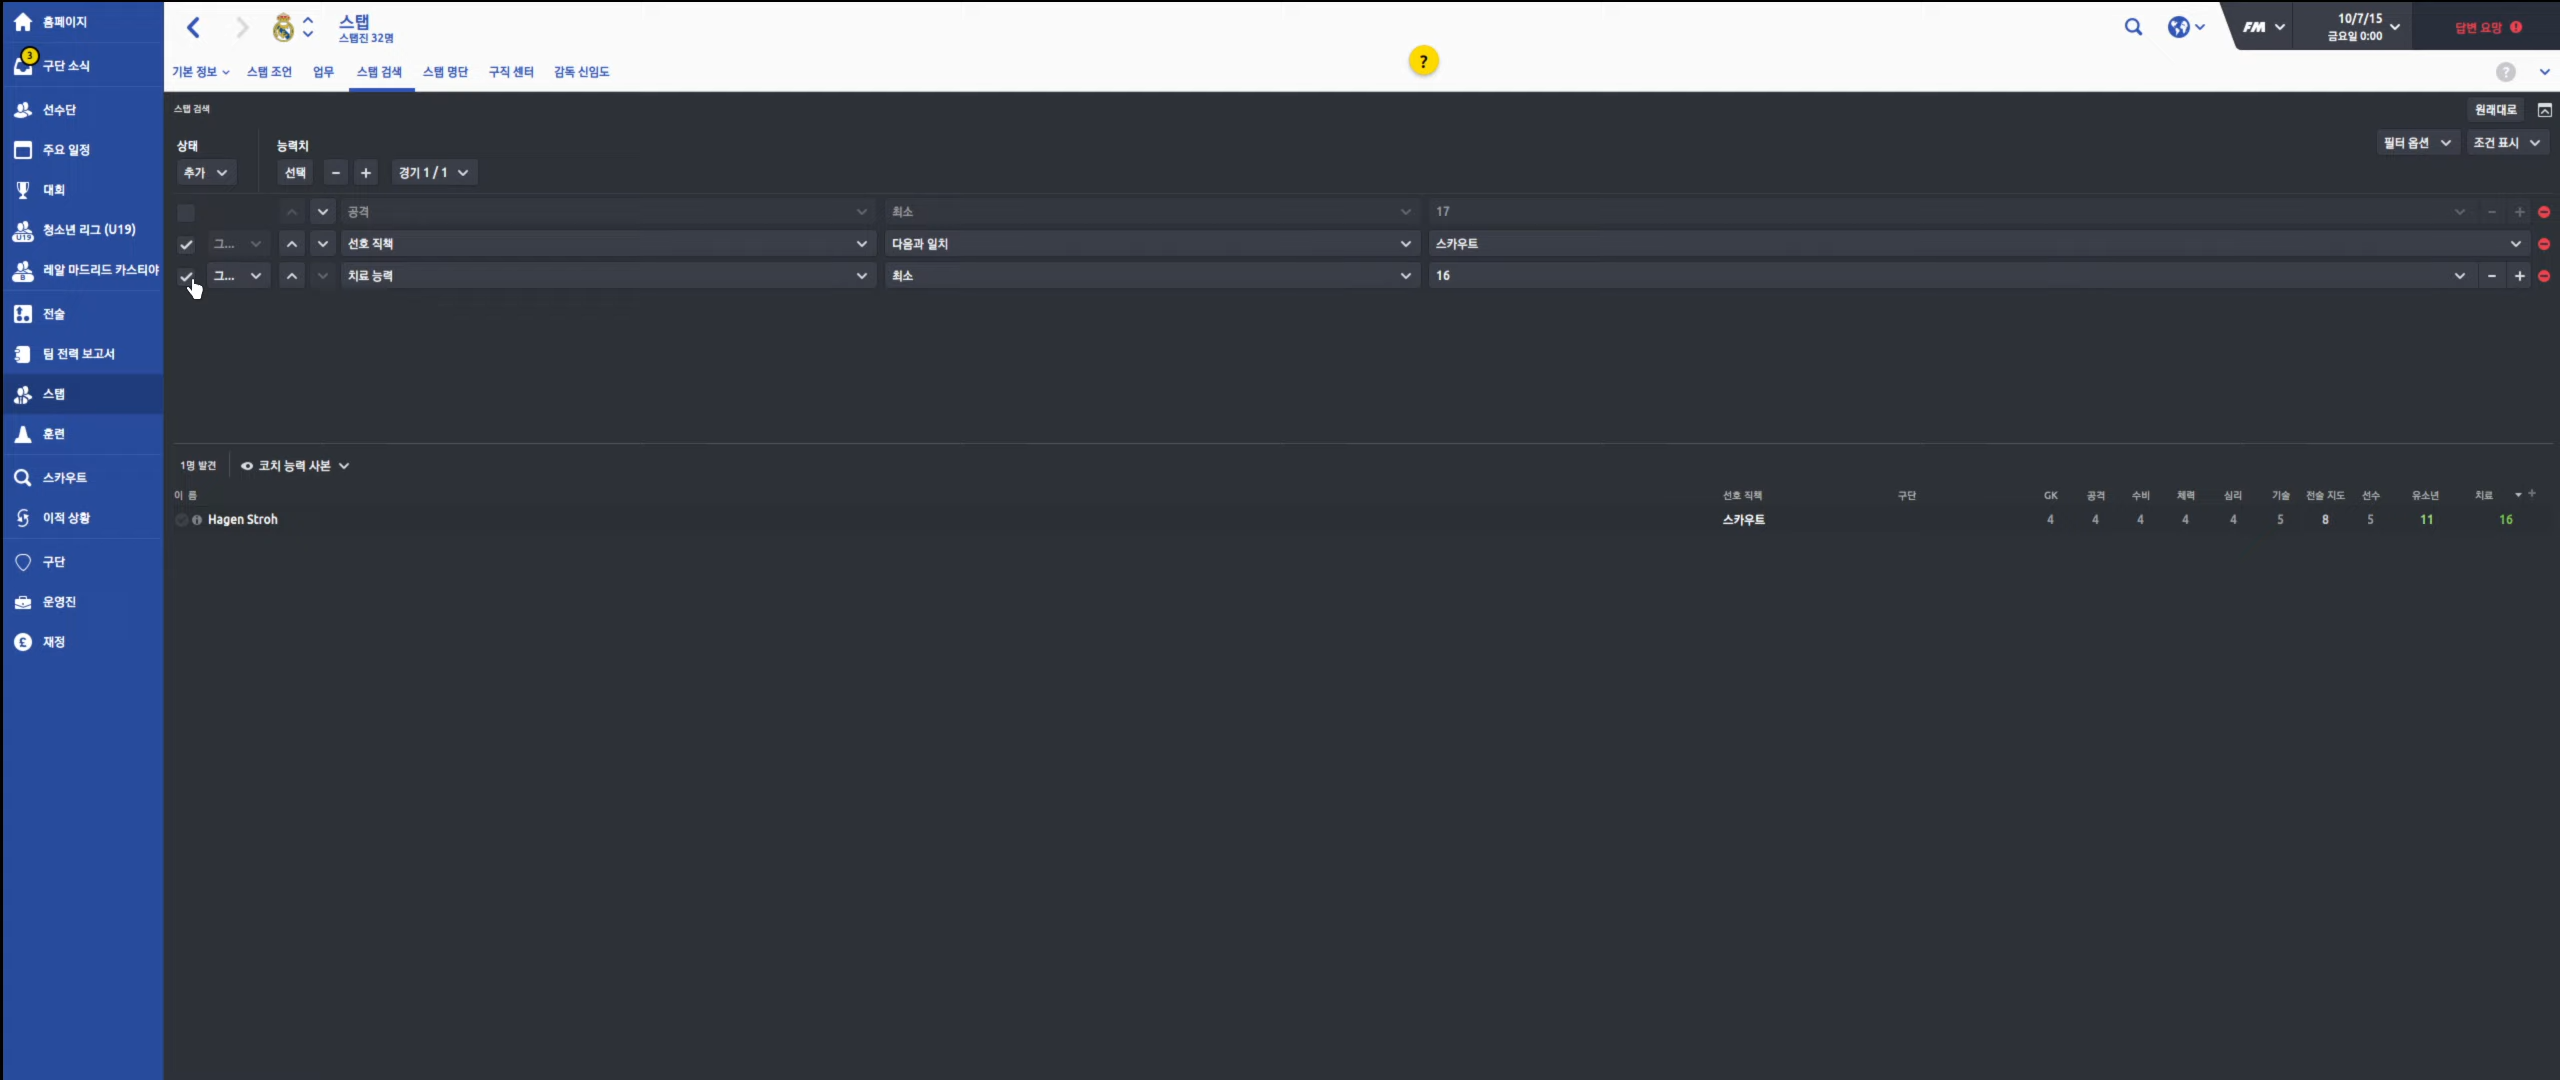 홈페이지
3
구단 소식
선수단
주요 일정
대회
U19
청소년 리그 (U19)
B
레알 마드리드 카스티야
전술
팀 전력 보고서
스탭
훈련
스카우트
이적 상황
구단
운영진
재정
스탭
스탭진 32명
FM
10/7/15
금요일 0:00
답변 요망
기본 정보 스탭 조언 업무 스탭 검색 스탭 명단 구직 센터 감독 신임도
?
?
스탭 검색
원래대로
상태 능력치
필터 옵션 조건 표시
추가 선택 - + 경기 1 / 1
공격 최소 17 - +
그... 선호 직책 다음과 일치 스카우트
그... 치료 능력 최소 16 - +
1명 발견 코치 능력 사본
이 름 선호 직책 구단 GK 공격 수비 체력 심리 기술 전술 지도 선수 유소년 치료 +
Hagen Stroh 스카우트 4 4 4 4 4 5 8 5 11 16